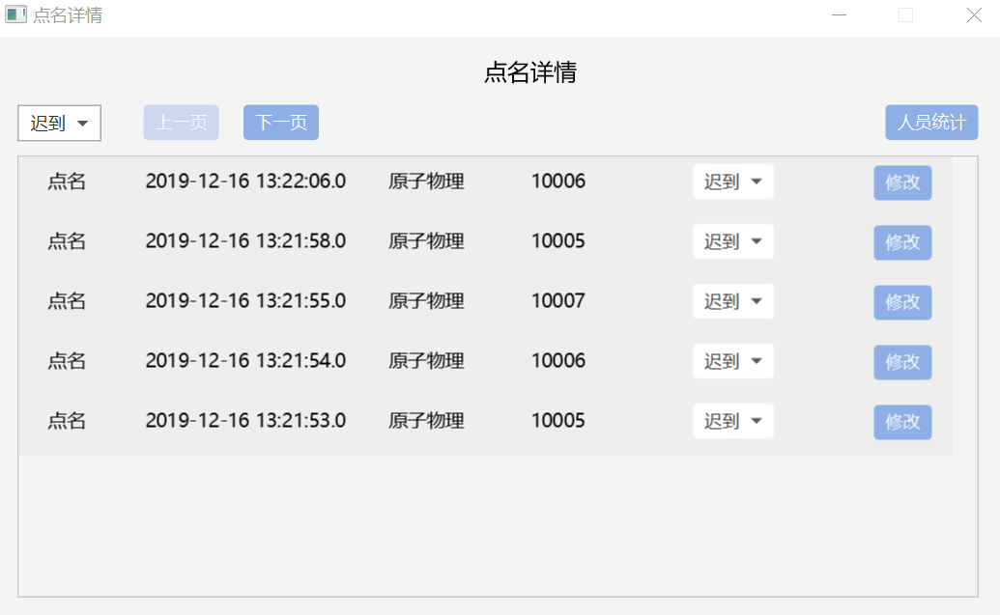 点名详情
点名详情
迟到 上一页 下一页 人员统计
点名 2019-12-16 13:22:06.0 原子物理 10006 迟到 修改
点名 2019-12-16 13:21:58.0 原子物理 10005 迟到 修改
点名 2019-12-16 13:21:55.0 原子物理 10007 迟到 修改
点名 2019-12-16 13:21:54.0 原子物理 10006 迟到 修改
点名 2019-12-16 13:21:53.0 原子物理 10005 迟到 修改